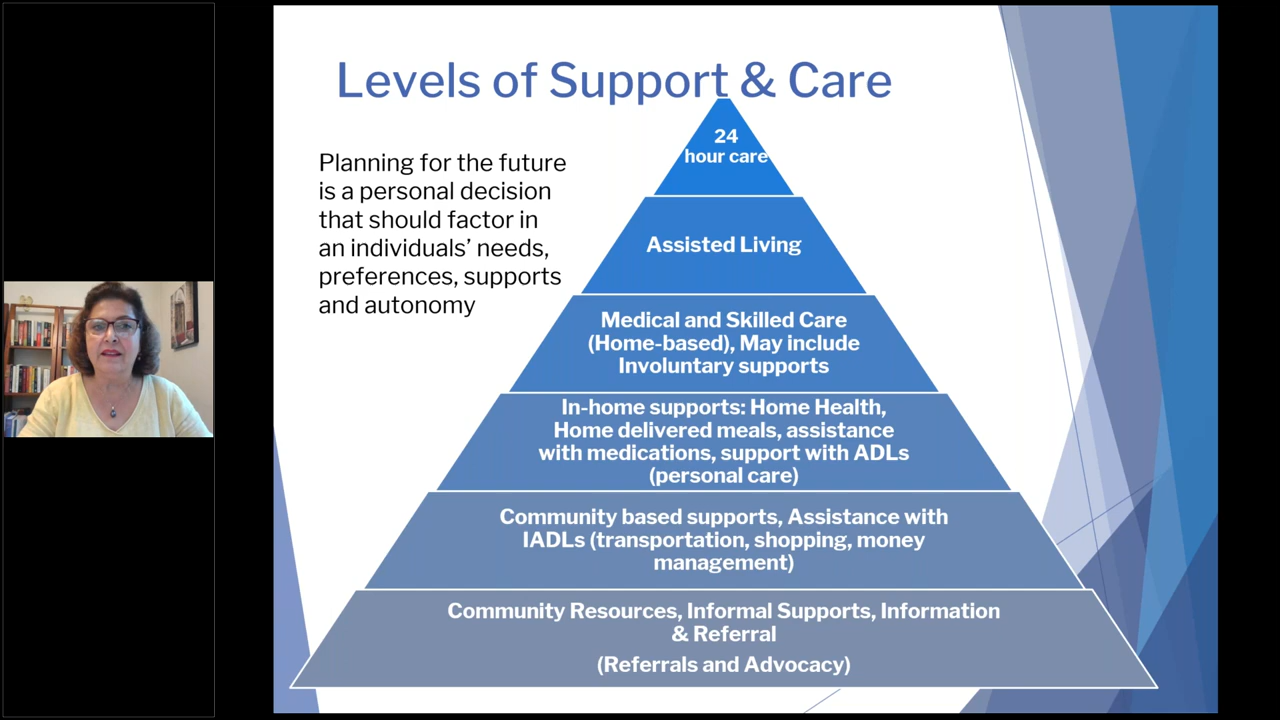 Levels of Support & Care
Planning for the future
is a personal decision
that should factor in
an individuals’ needs,
preferences, supports
and autonomy
24
hour care
Assisted Living
Medical and Skilled Care
(Home-based), May include
Involuntary supports
In-home supports: Home Health,
Home delivered meals, assistance
with medications, support with ADLs
(personal care)
Community based supports, Assistance with
IADLs (transportation, shopping, money
management)
Community Resources, Informal Supports, Information
& Referral
(Referrals and Advocacy)